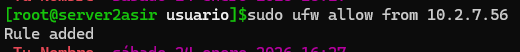 [root@server2asir usuario]$sudo ufw allow from 10.2.7.56
Rule added